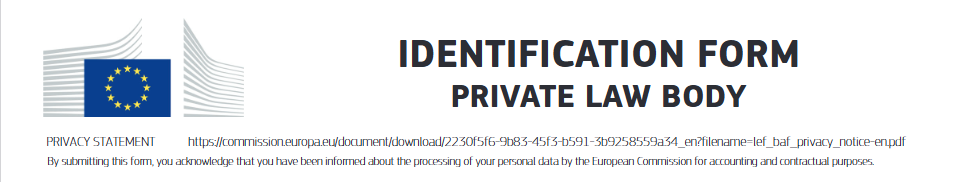 IDENTIFICATION FORM
PRIVATE LAW BODY
PRIVACY STATEMENT https://commission.europa.eu/document/download/2230f5f6-9b83-45f3-b591-3b9258559a34_en?filename=lef_baf_privacy_notice-en.pdf
By submitting this form, you acknowledge that you have been informed about the processing of your personal data by the European Commission for accounting and contractual purposes.